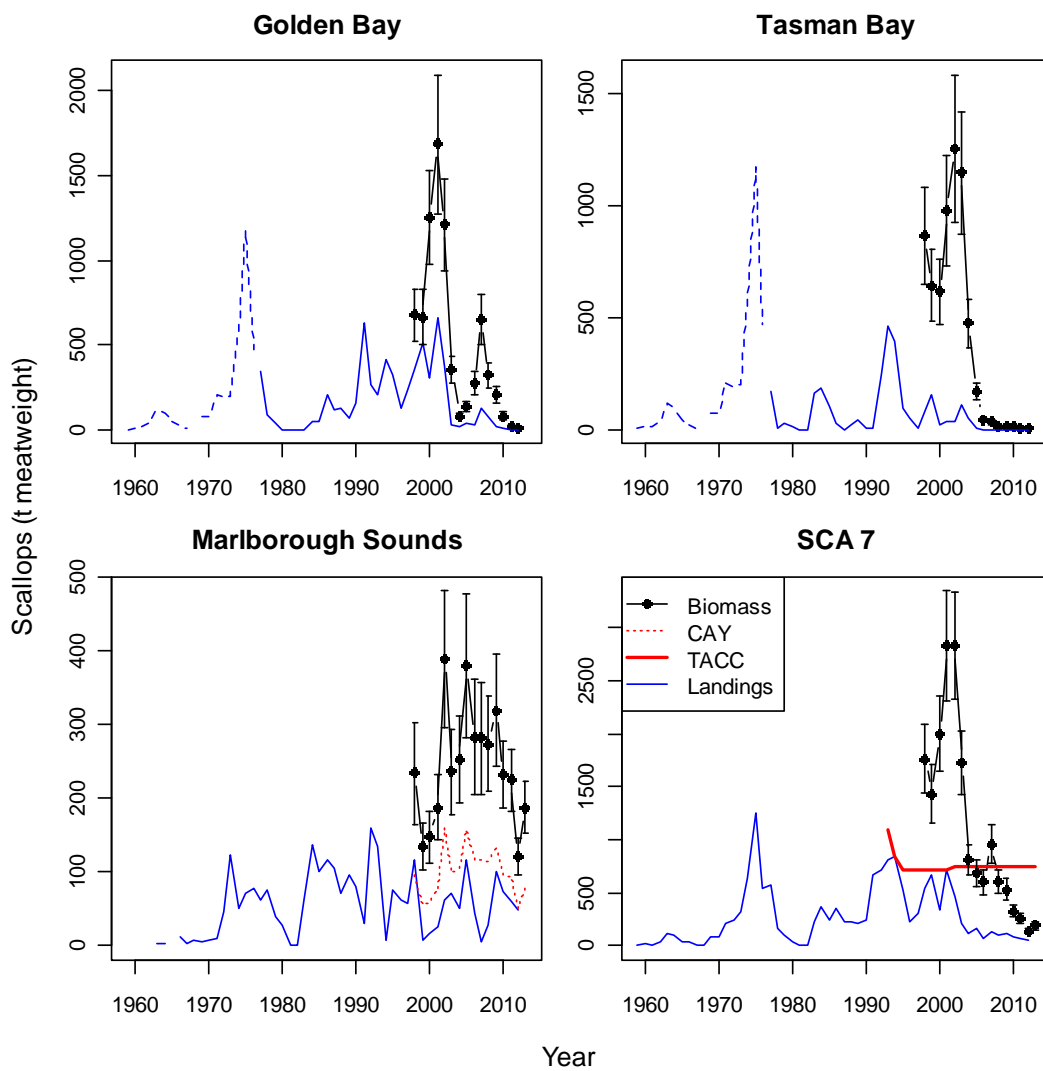 Golden Bay
Tasman Bay
2000
1500
1000
500
0
1960 1970 1980 1990 2000 2010
1500
1000
500
0
1960 1970 1980 1990 2000 2010
Marlborough Sounds
SCA 7
500
400
300
200
100
0
1960 1970 1980 1990 2000 2010
2500
1500
500
0
1960 1970 1980 1990 2000 2010
Biomass
CAY
TACC
Landings
Scallops (t meatweight)
Year